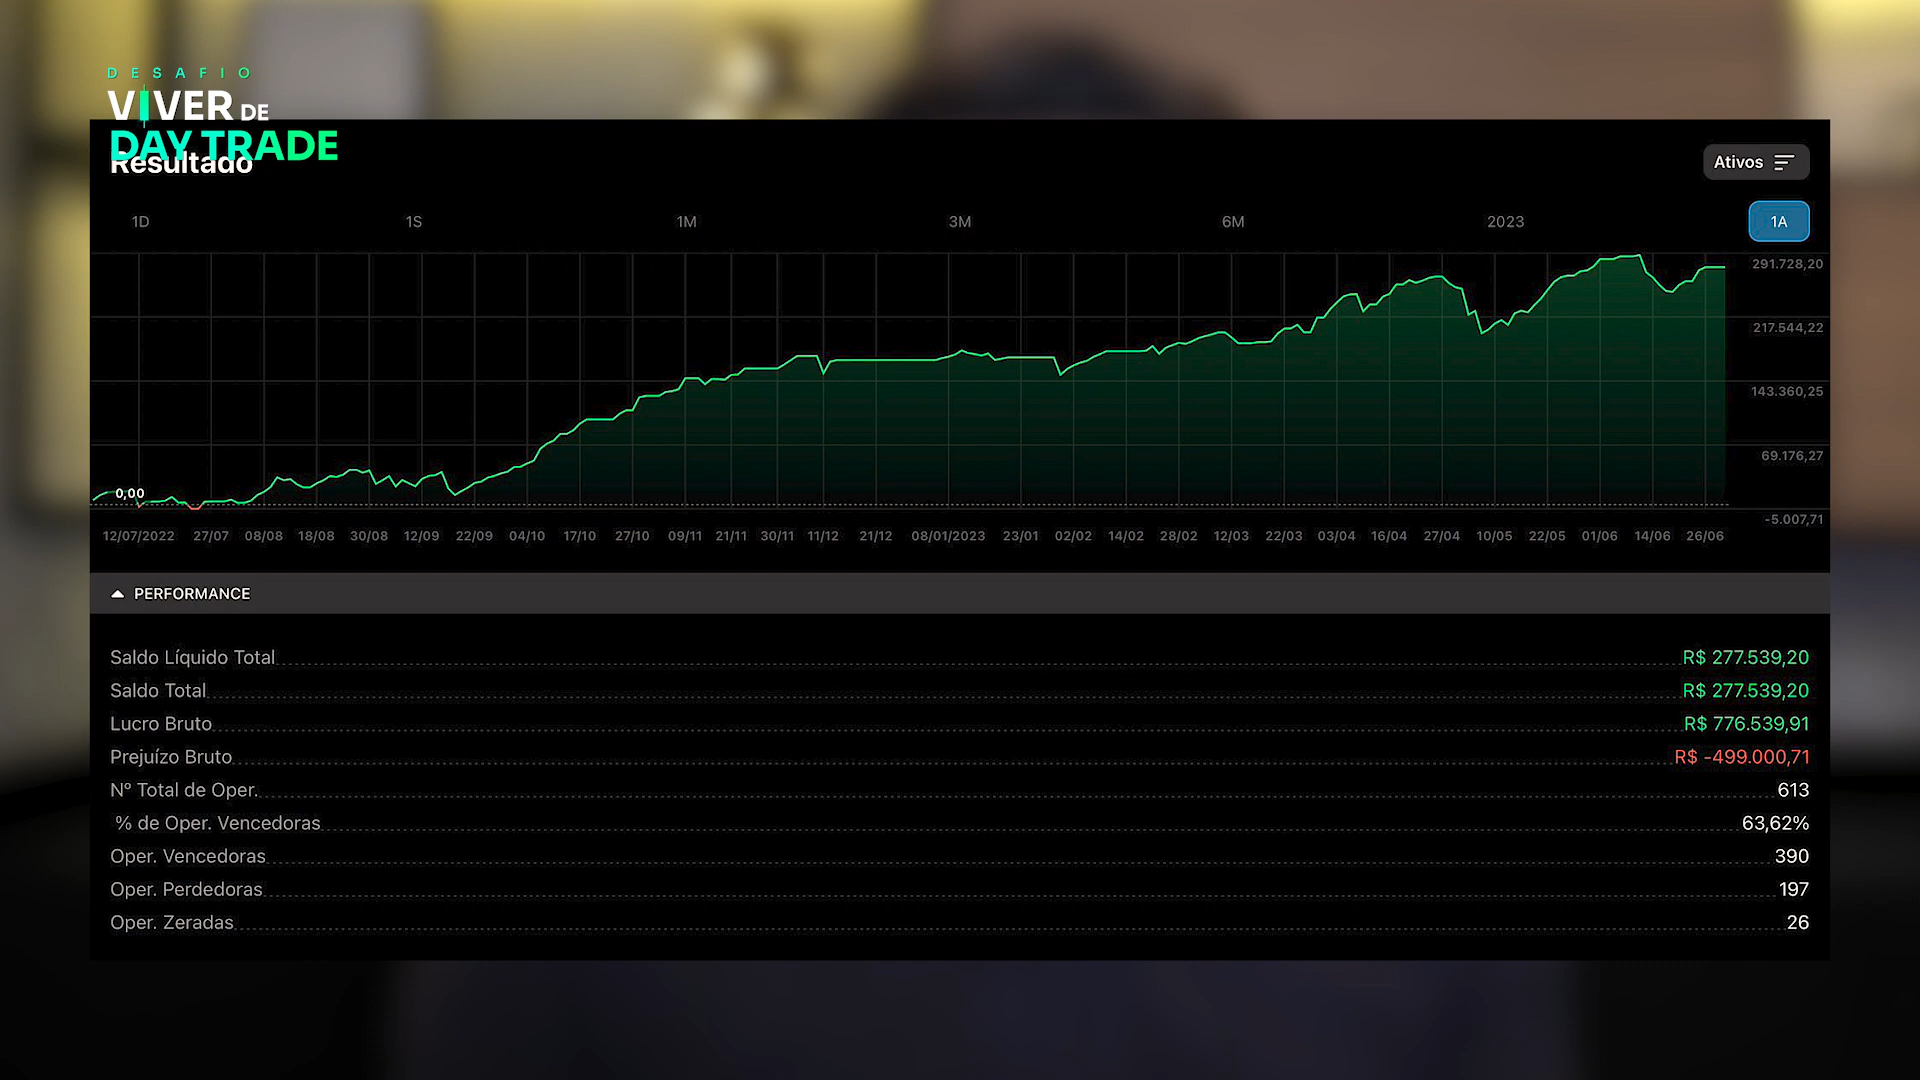 DESAFIO
VIVER DE
DAY TRADE
Resultado
Ativos
1D 1S 1M 3M 6M 2023 1A
291.728,20
217.544,22
143.360,25
69.176,27
0,00
-5.007,71
12/07/2022 27/07 08/08 18/08 30/08 12/09 22/09 04/10 17/10 27/10 09/11 21/11 30/11 11/12 21/12 08/01/2023 23/01 02/02 14/02 28/02 12/03 22/03 03/04 16/04 27/04 10/05 22/05 01/06 14/06 26/06
PERFORMANCE
Saldo Líquido Total R$ 277.539,20
Saldo Total R$ 277.539,20
Lucro Bruto R$ 776.539,91
Prejuízo Bruto R$ -499.000,71
Nº Total de Oper. 613
% de Oper. Vencedoras 63,62%
Oper. Vencedoras 390
Oper. Perdedoras 197
Oper. Zeradas 26